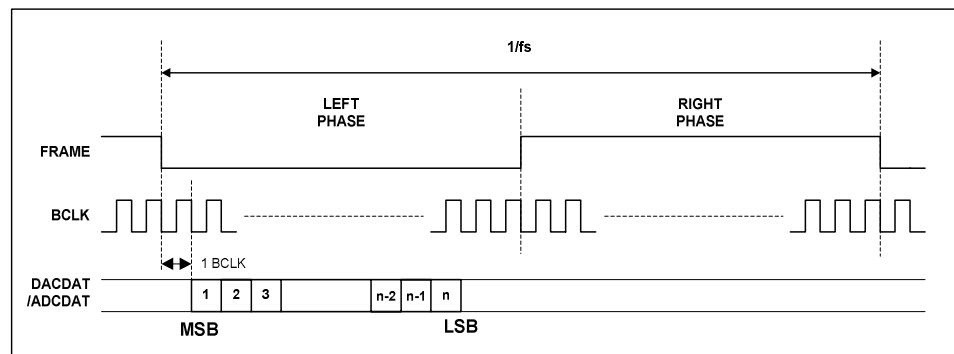 1/fs
LEFT
PHASE
RIGHT
PHASE
FRAME
BCLK
1 BCLK
DACDAT
/ADCDAT
1 2 3 n-2 n-1 n
MSB LSB